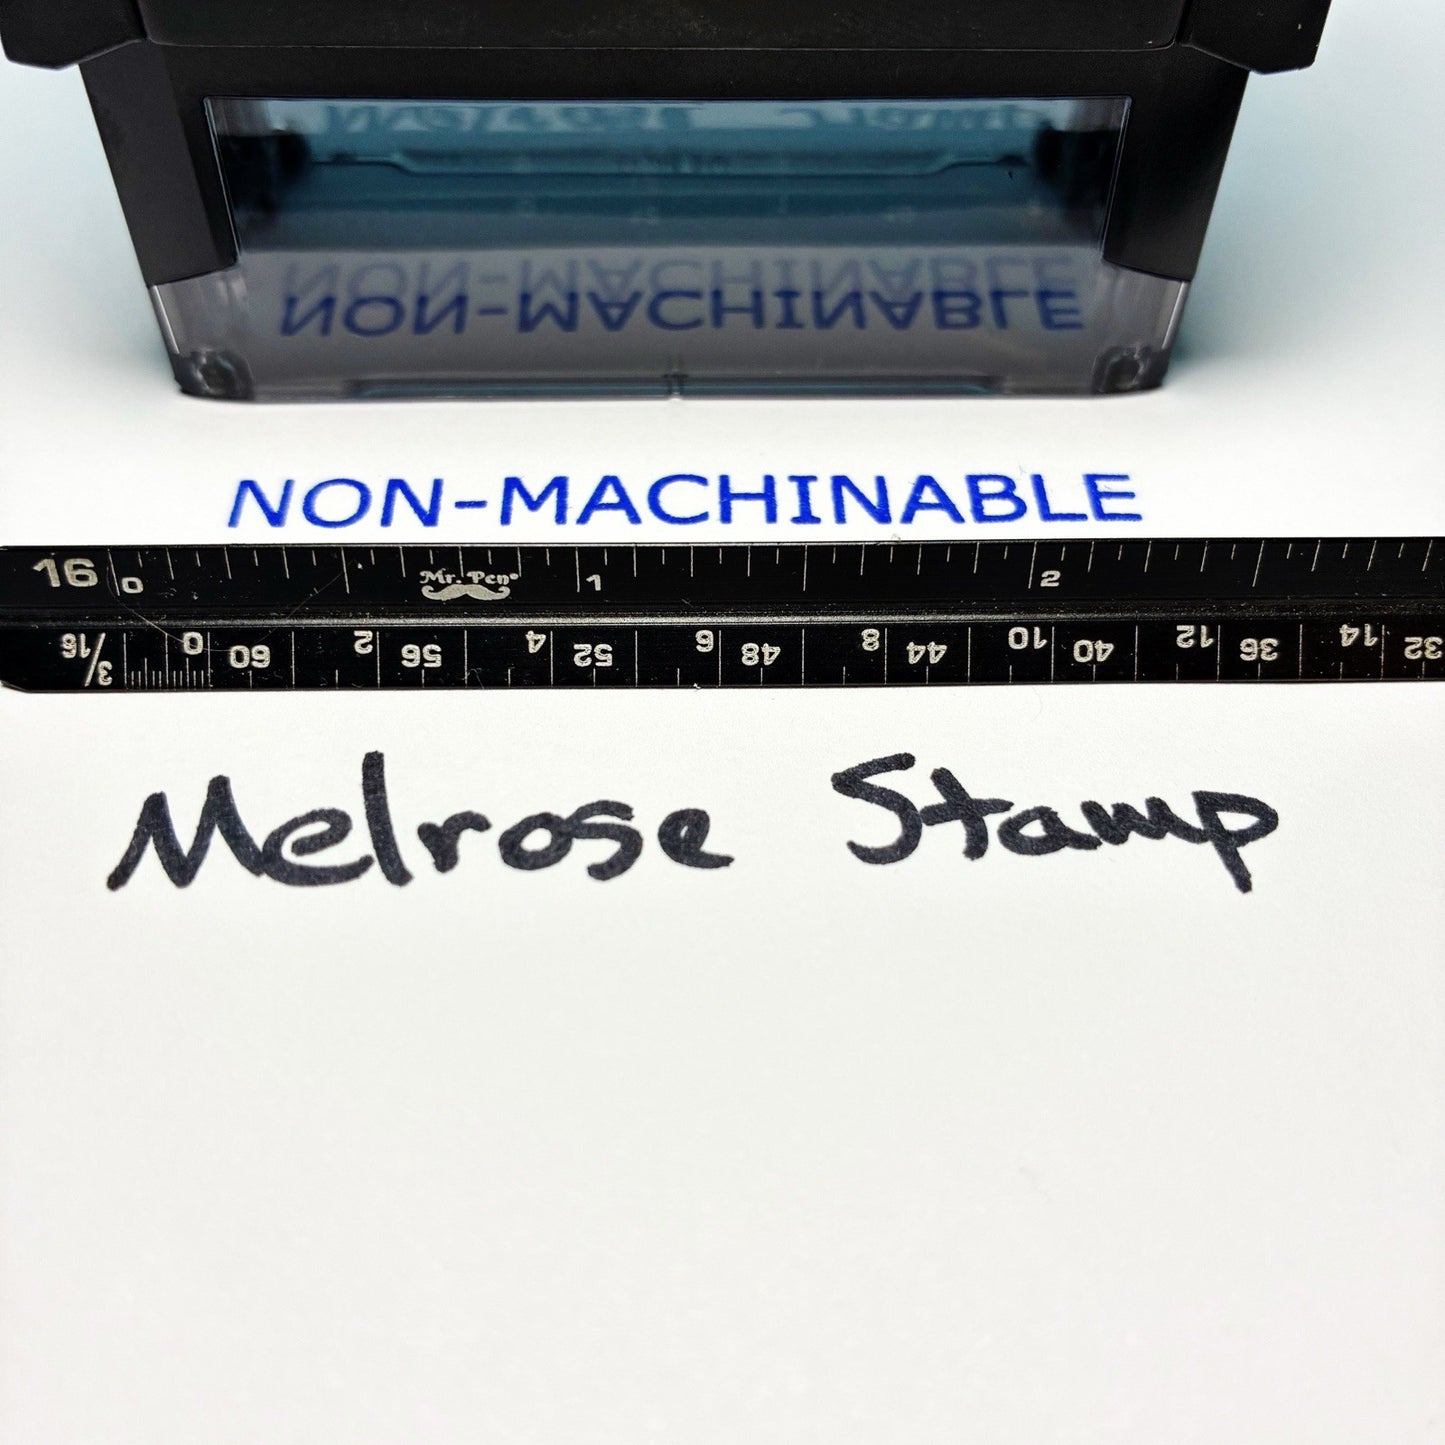 NON-MACHINABLE
NON-MACHINABLE
16 0 Mr. Pen® 1 2
3/16 0 60 2 56 4 52 6 48 8 44 10 40 12 36 14 32
Melrose Stamp